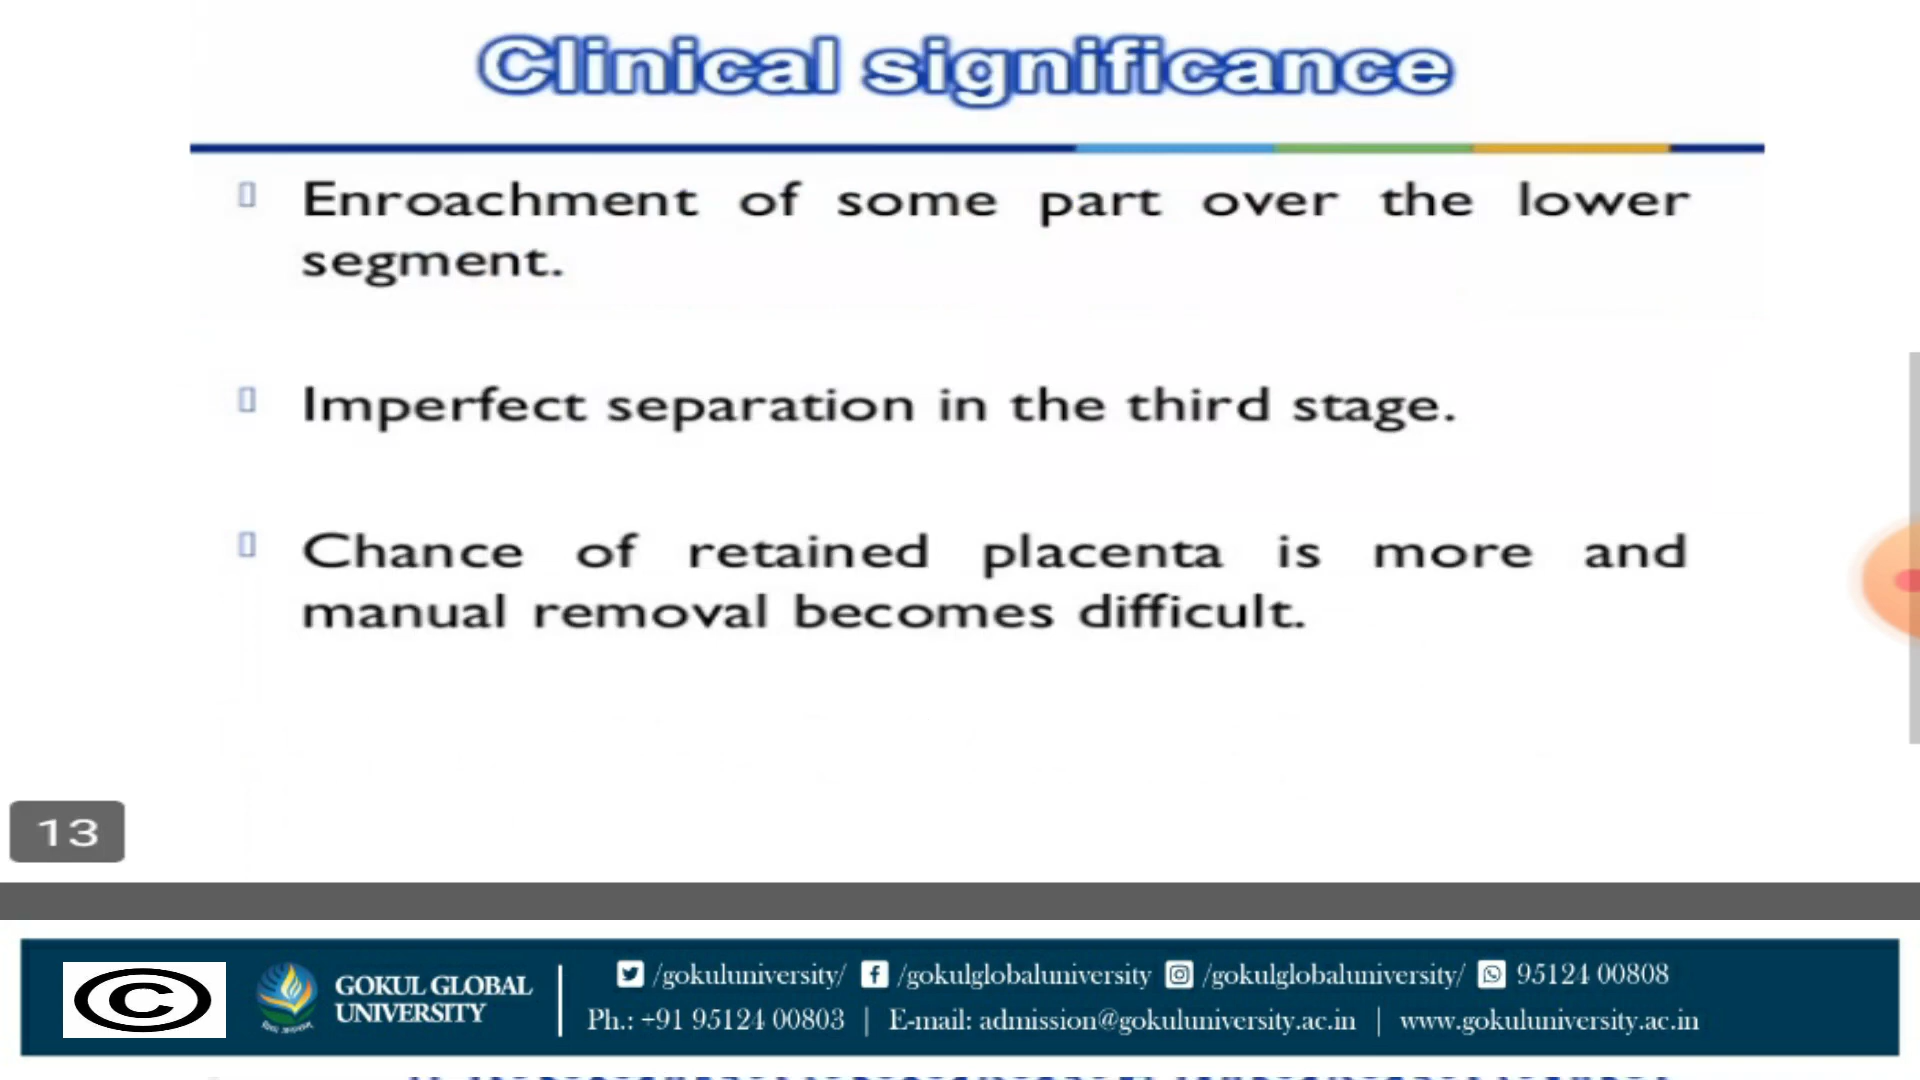 Clinical significance
Enroachment of some part over the lower
segment.
Imperfect separation in the third stage.
Chance of retained placenta is more and
manual removal becomes difficult.
13
©
GOKUL GLOBAL
UNIVERSITY
/gokuluniversity/ /gokulglobaluniversity /gokulglobaluniversity/ 95124 00808
Ph.: +91 95124 00803 | E-mail: admission@gokuluniversity.ac.in | www.gokuluniversity.ac.in